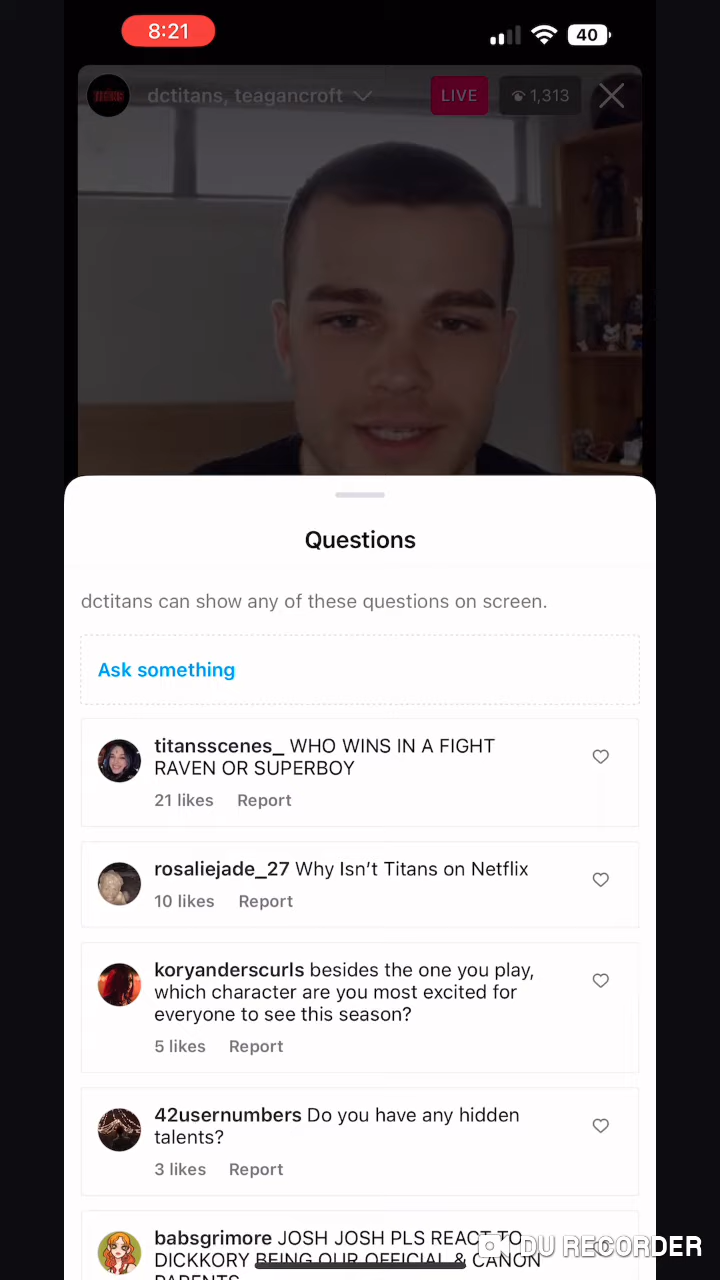 8:21
40
dctitans, teagancroft
LIVE
1,313
Questions
dctitans can show any of these questions on screen.
Ask something
titansscenes_ WHO WINS IN A FIGHT
RAVEN OR SUPERBOY
21 likes Report
rosaliejade_27 Why Isn’t Titans on Netflix
10 likes Report
koryanderscurls besides the one you play,
which character are you most excited for
everyone to see this season?
5 likes Report
42usernumbers Do you have any hidden
talents?
3 likes Report
babsgrimore JOSH JOSH PLS REACT TO
DICKKORY BEING OUR OFFICIAL & CANON
PARENTS
DU RECORDER